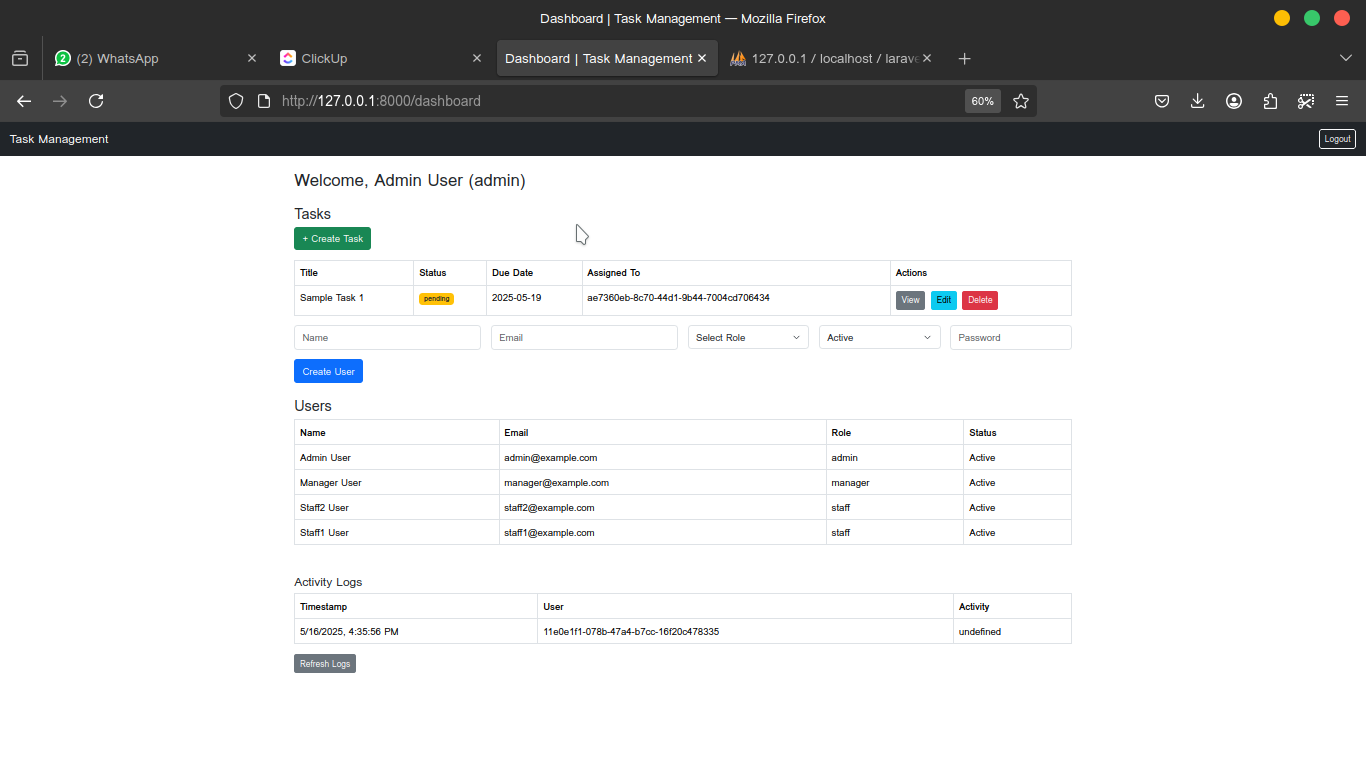 Dashboard | Task Management — Mozilla Firefox
2 (2) WhatsApp
ClickUp
Dashboard | Task Management
127.0.0.1 / localhost / larave
http://127.0.0.1:8000/dashboard
60%
Task Management
Logout
Welcome, Admin User (admin)
Tasks
+ Create Task
Title Status Due Date Assigned To Actions
Sample Task 1 pending 2025-05-19 ae7360eb-8c70-44d1-9b44-7004cd706434 View Edit Delete
Name Email Select Role Active Password
Create User
Users
Name Email Role Status
Admin User admin@example.com admin Active
Manager User manager@example.com manager Active
Staff2 User staff2@example.com staff Active
Staff1 User staff1@example.com staff Active
Activity Logs
Timestamp User Activity
5/16/2025, 4:35:56 PM 11e0e1f1-078b-47a4-b7cc-16f20c478335 undefined
Refresh Logs